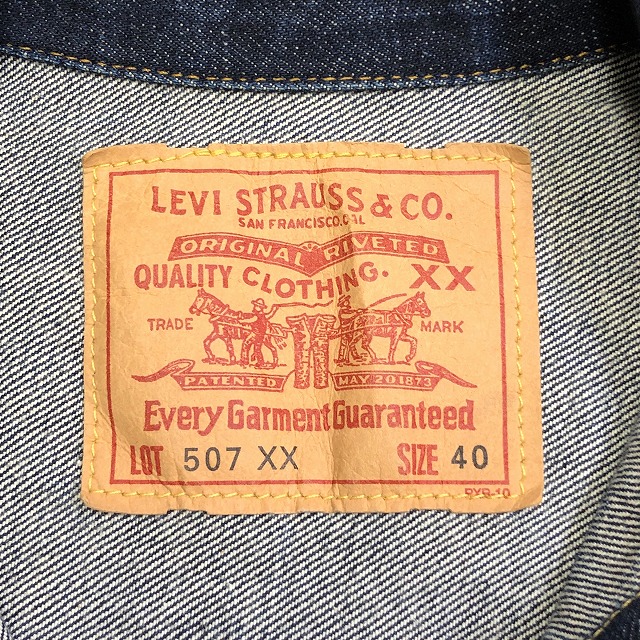 LEVI STRAUSS & CO.
SAN FRANCISCO, CAL
ORIGINAL RIVETED
QUALITY CLOTHING. XX
TRADE MARK
PATENTED MAY 20 1873
Every Garment Guaranteed
LOT 507 XX SIZE 40